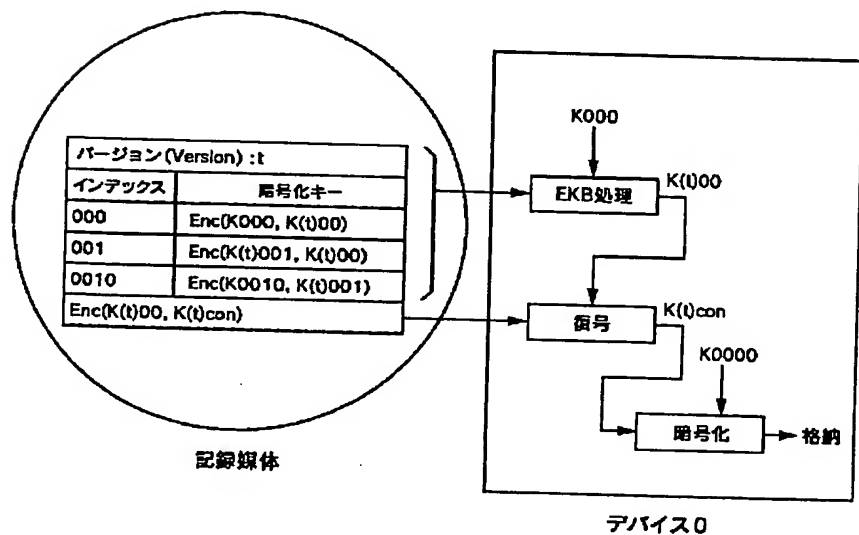 バージョン(Version) : t
インデックス 暗号化キー
000 Enc(K000, K(t)00)
001 Enc(K(t)001, K(t)00)
0010 Enc(K0010, K(t)001)
Enc(K(t)00, K(t)con)
記録媒体
K000
EKB処理
K(t)00
復号
K(t)con
K0000
暗号化
格納
デバイス0